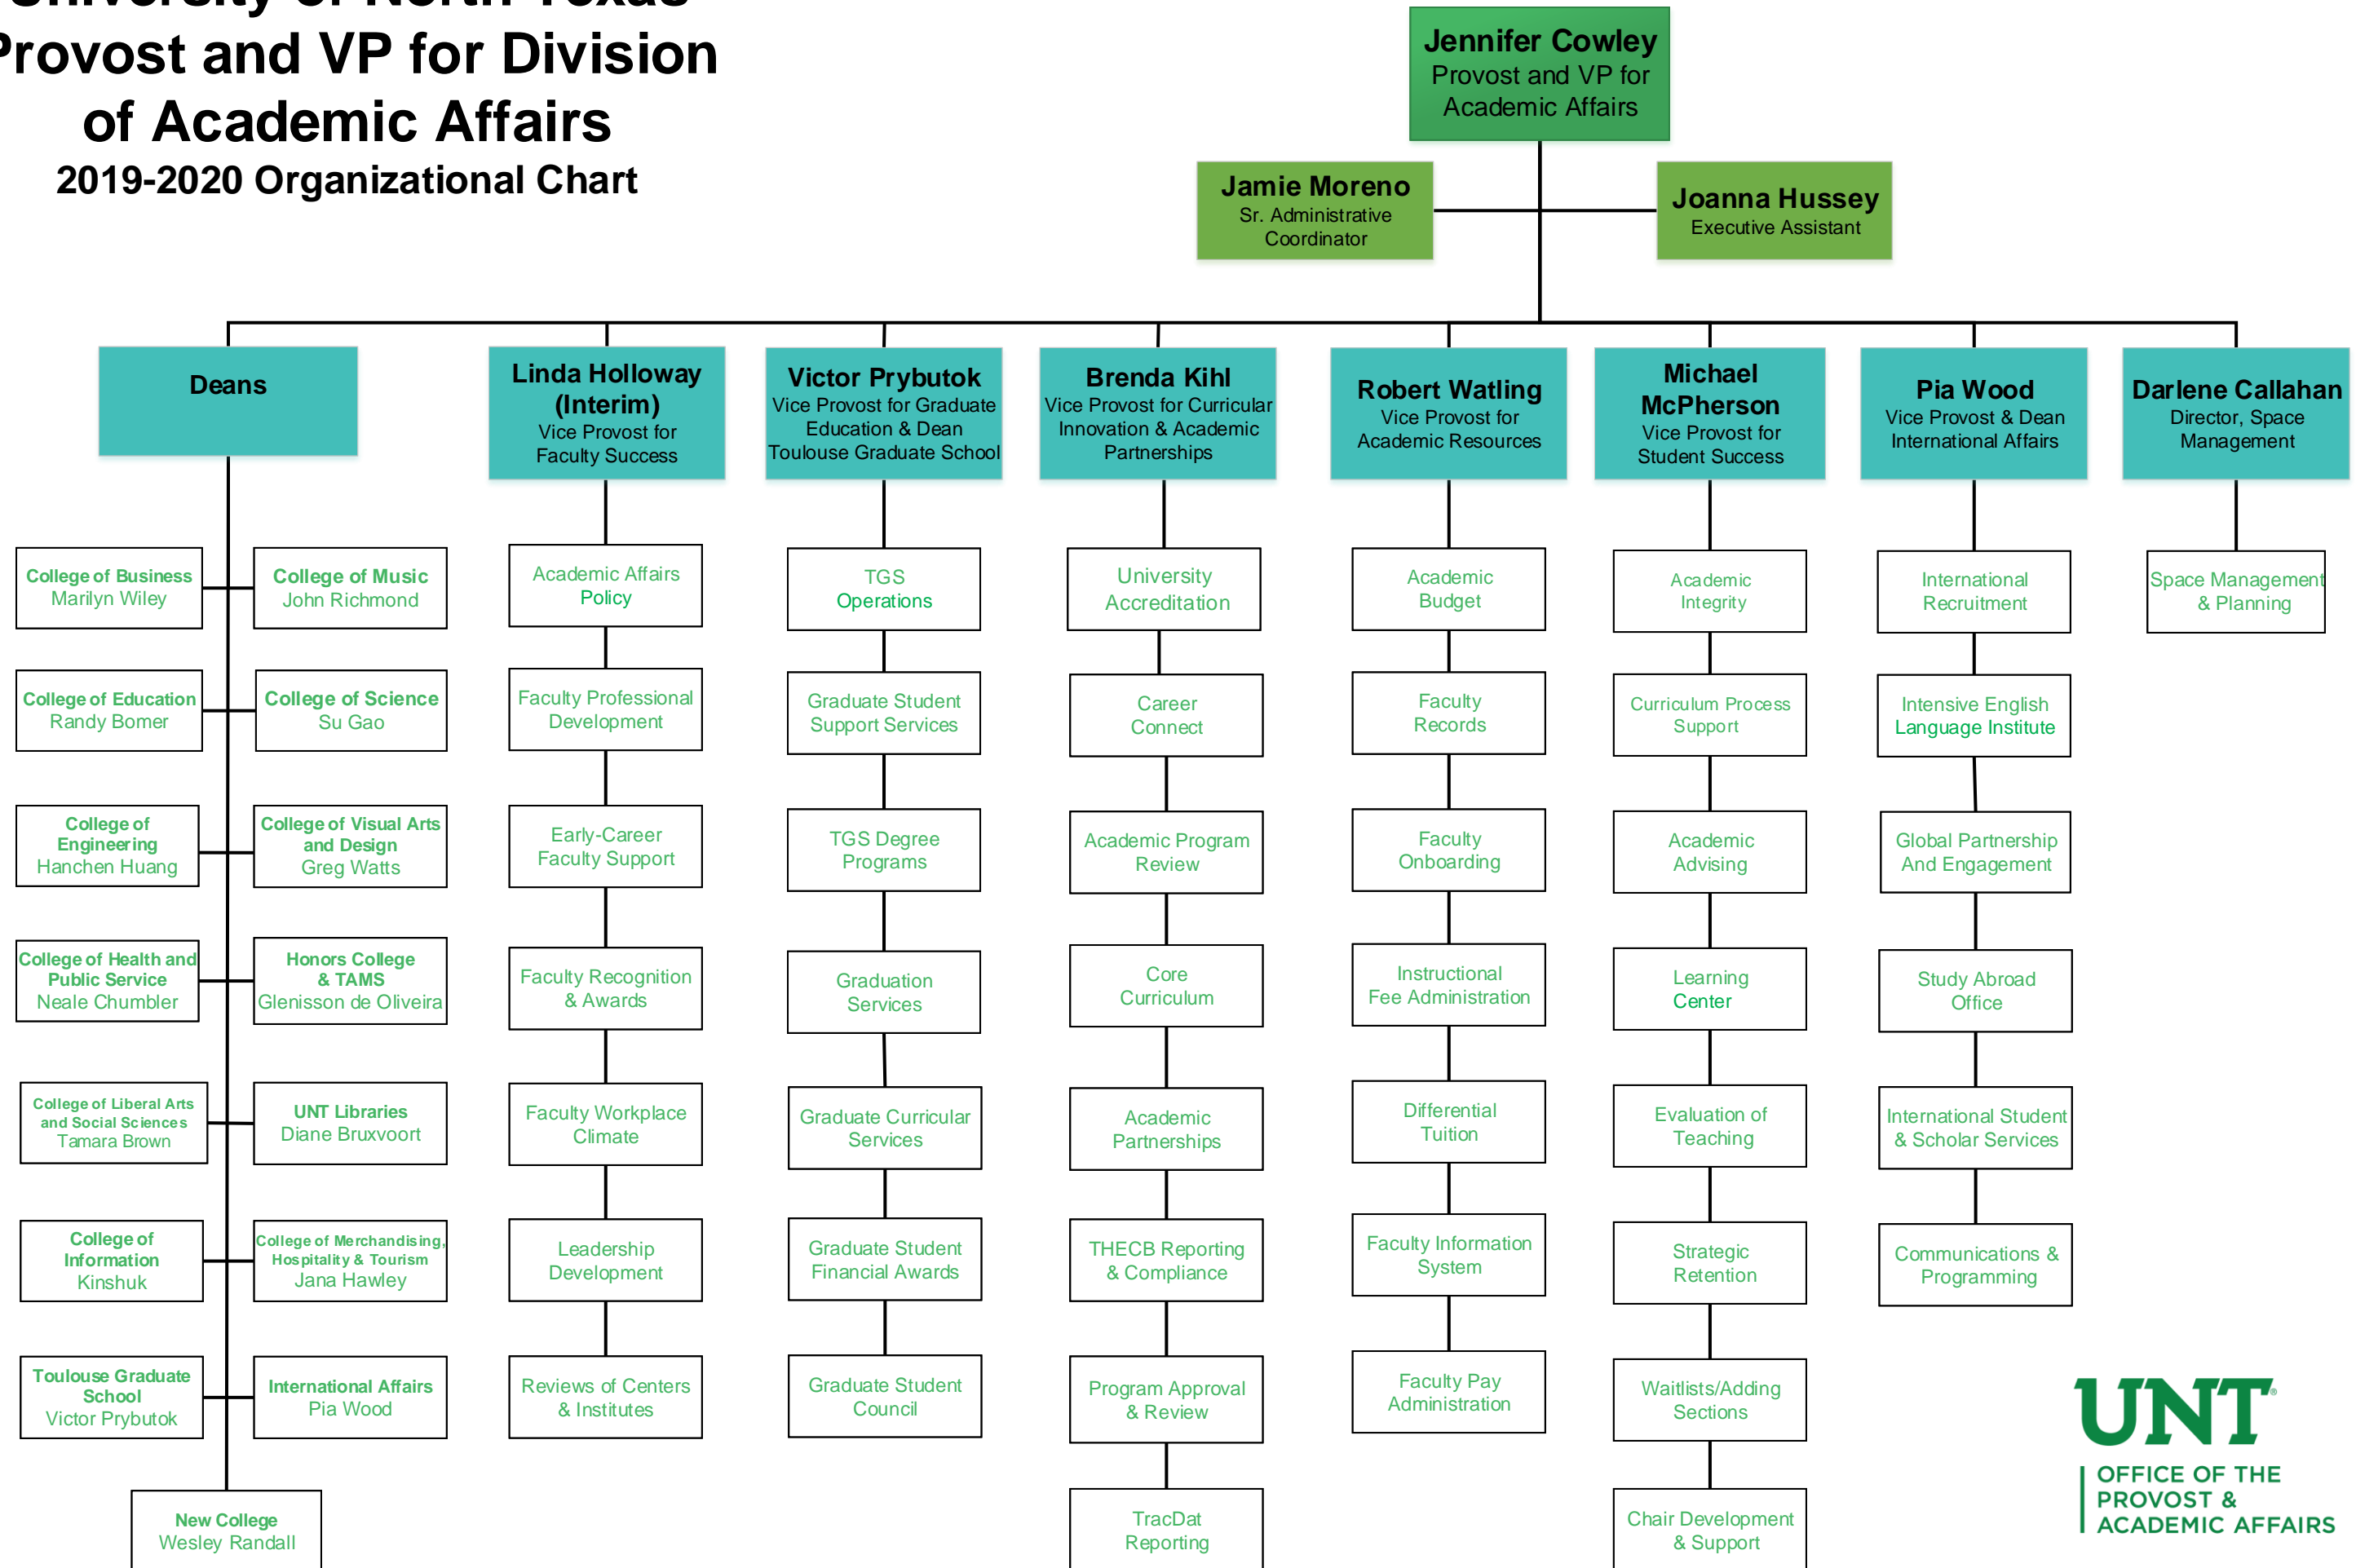 University of North Texas
Provost and VP for Division
of Academic Affairs
2019-2020 Organizational Chart
Jennifer Cowley
Provost and VP for
Academic Affairs
Jamie Moreno
Sr. Administrative
Coordinator
Joanna Hussey
Executive Assistant
Deans
Linda Holloway
(Interim)
Vice Provost for
Faculty Success
Victor Prybutok
Vice Provost for Graduate
Education & Dean
Toulouse Graduate School
Brenda Kihl
Vice Provost for Curricular
Innovation & Academic
Partnerships
Robert Watling
Vice Provost for
Academic Resources
Michael
McPherson
Vice Provost for
Student Success
Pia Wood
Vice Provost & Dean
International Affairs
Darlene Callahan
Director, Space
Management
College of Business
Marilyn Wiley
College of Music
John Richmond
College of Education
Randy Bomer
College of Science
Su Gao
College of
Engineering
Hanchen Huang
College of Visual Arts
and Design
Greg Watts
College of Health and
Public Service
Neale Chumbler
Honors College
& TAMS
Glenisson de Oliveira
College of Liberal Arts
and Social Sciences
Tamara Brown
UNT Libraries
Diane Bruxvoort
College of
Information
Kinshuk
College of Merchandising,
Hospitality & Tourism
Jana Hawley
Toulouse Graduate
School
Victor Prybutok
International Affairs
Pia Wood
New College
Wesley Randall
Academic Affairs
Policy
Faculty Professional
Development
Early-Career
Faculty Support
Faculty Recognition
& Awards
Faculty Workplace
Climate
Leadership
Development
Reviews of Centers
& Institutes
TGS
Operations
Graduate Student
Support Services
TGS Degree
Programs
Graduation
Services
Graduate Curricular
Services
Graduate Student
Financial Awards
Graduate Student
Council
University
Accreditation
Career
Connect
Academic Program
Review
Core
Curriculum
Academic
Partnerships
THECB Reporting
& Compliance
Program Approval
& Review
TracDat
Reporting
Academic
Budget
Faculty
Records
Faculty
Onboarding
Instructional
Fee Administration
Differential
Tuition
Faculty Information
System
Faculty Pay
Administration
Academic
Integrity
Curriculum Process
Support
Academic
Advising
Learning
Center
Evaluation of
Teaching
Strategic
Retention
Waitlists/Adding
Sections
Chair Development
& Support
International
Recruitment
Intensive English
Language Institute
Global Partnership
And Engagement
Study Abroad
Office
International Student
& Scholar Services
Communications &
Programming
Space Management
& Planning
UNT®
OFFICE OF THE
PROVOST &
ACADEMIC AFFAIRS